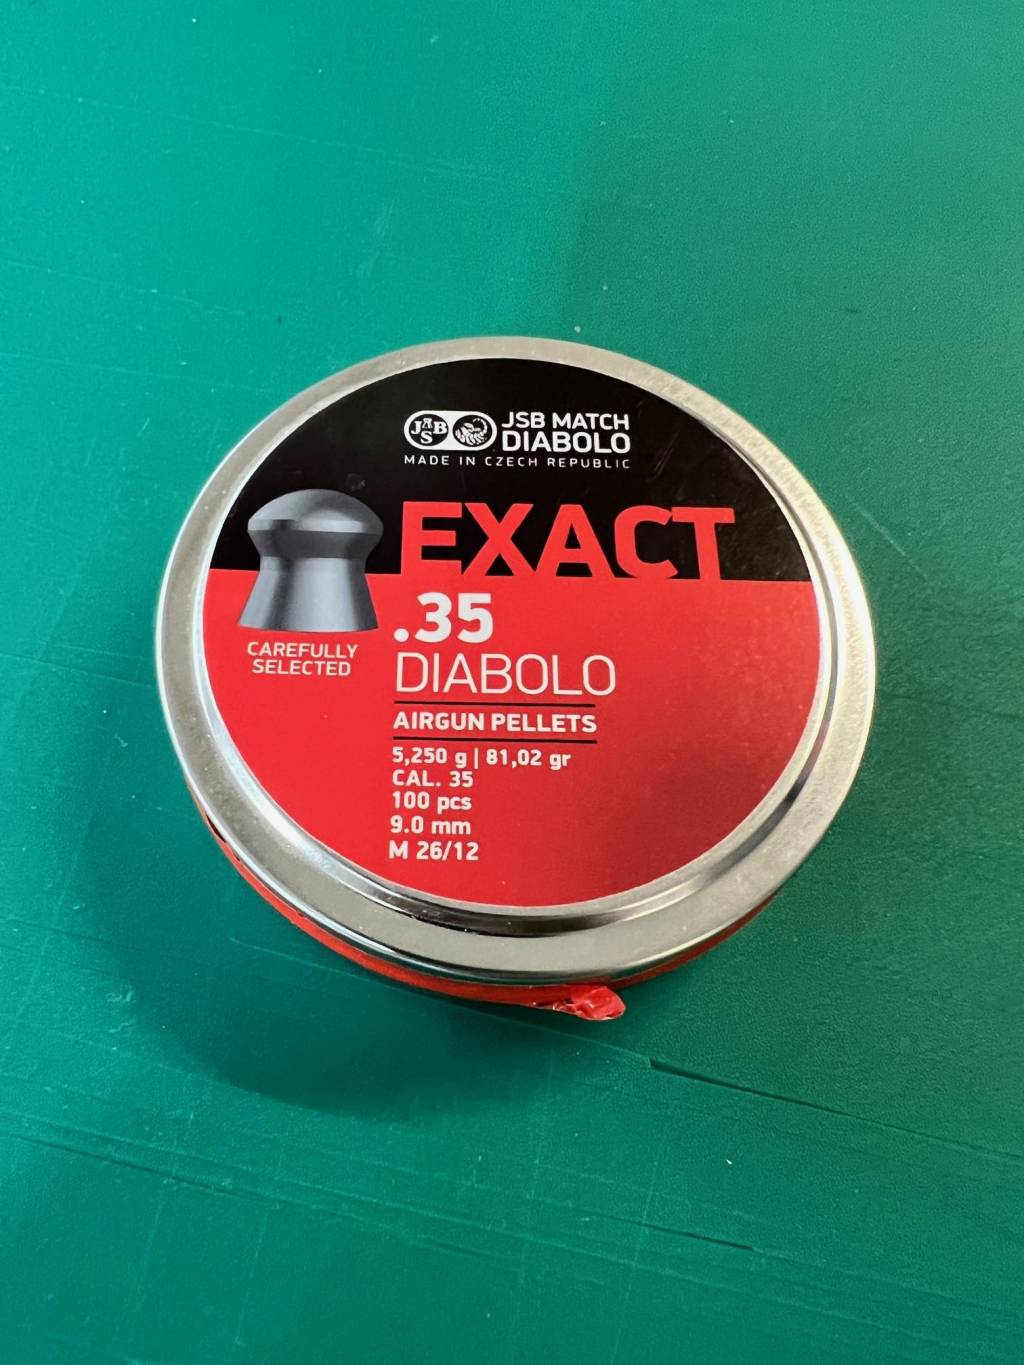 JSB
JSB MATCH
DIABOLO
MADE IN CZECH REPUBLIC
EXACT
.35
DIABOLO
CAREFULLY
SELECTED
AIRGUN PELLETS
5,250 g | 81,02 gr
CAL. 35
100 pcs
9.0 mm
M 26/12